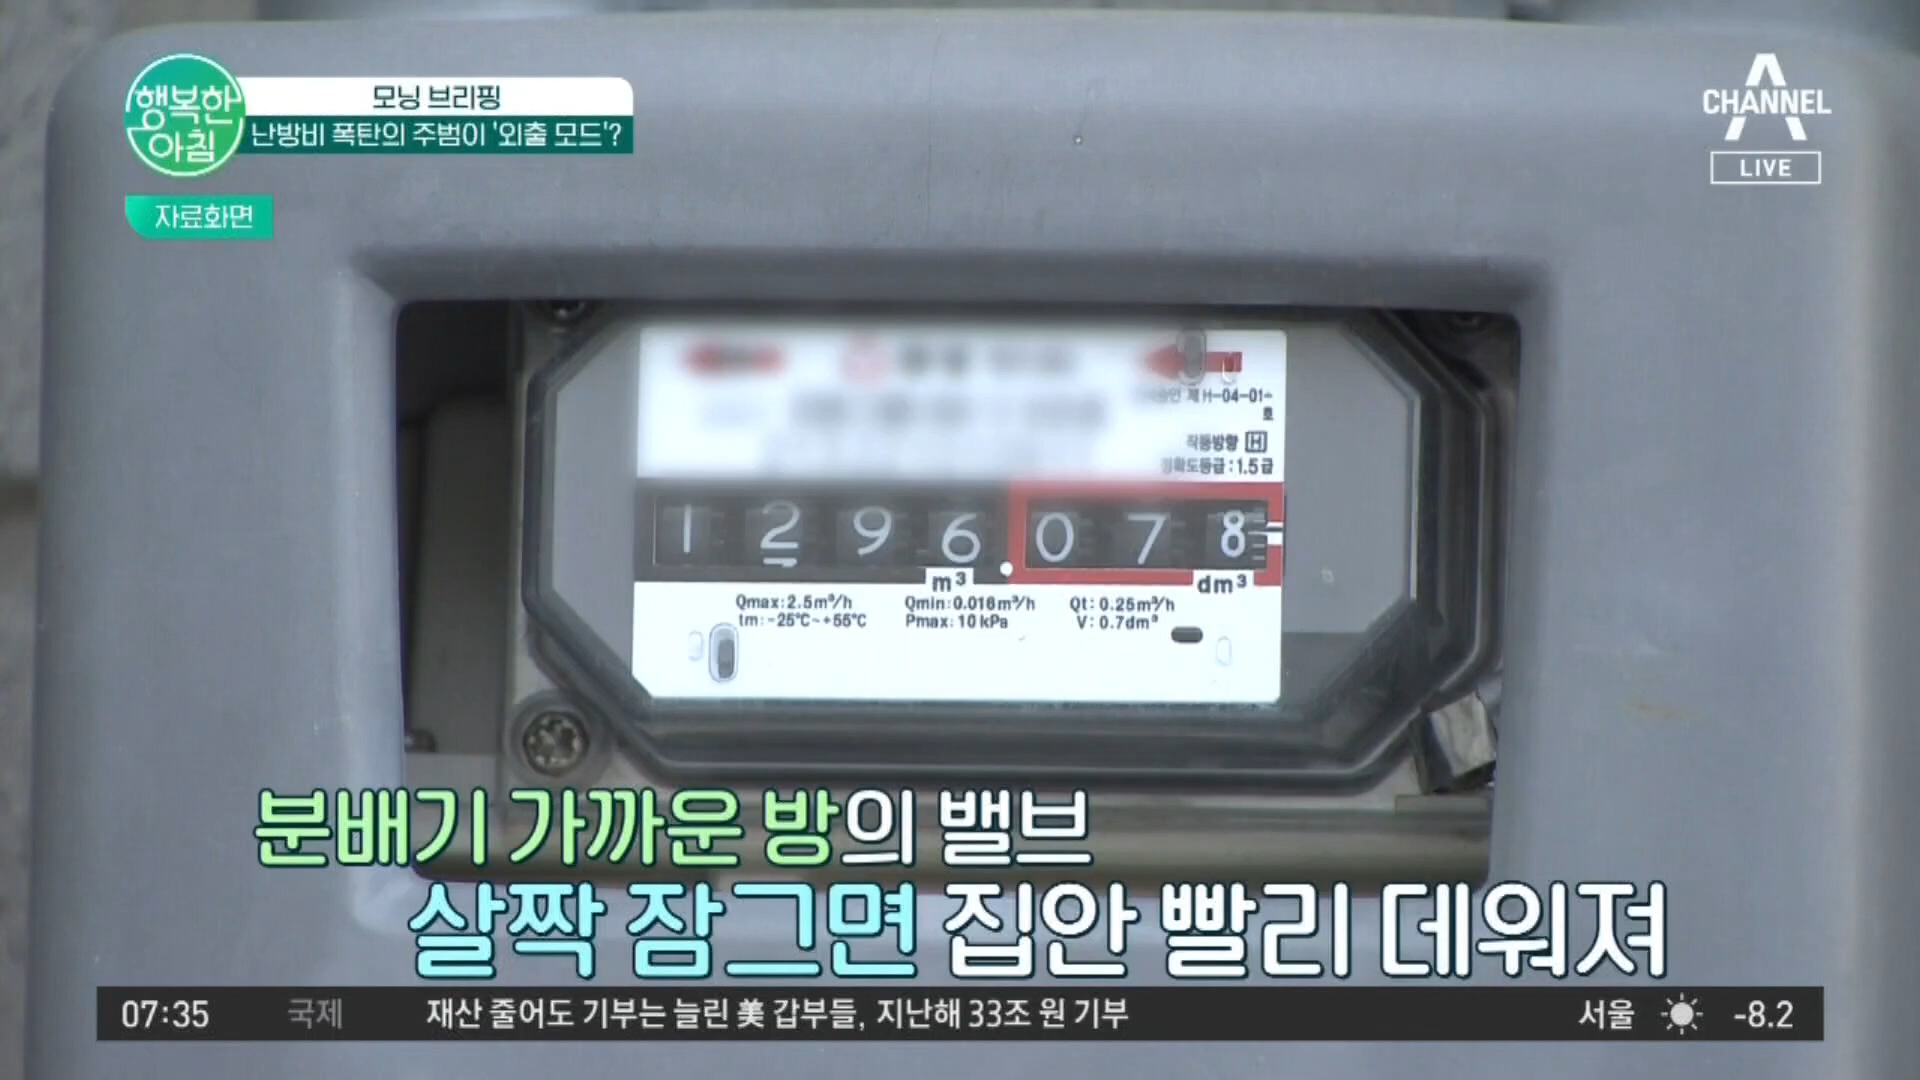 행복한
아침
모닝 브리핑
난방비 폭탄의 주범이 '외출 모드'?
자료화면
CHANNEL
LIVE
제 H-04-01-
호
작동방향 H
정확도등급:1.5급
1 2 9 6 0 7 8
m³
dm³
Qmax:2.5m³/h Qmin:0.016m³/h Qt:0.25m³/h
tm:-25℃~+55℃ Pmax:10kPa V:0.7dm³
분배기 가까운 방의 밸브
살짝 잠그면 집안 빨리 데워져
07:35 국제 재산 줄어도 기부는 늘린 美 갑부들, 지난해 33조 원 기부 서울 -8.2